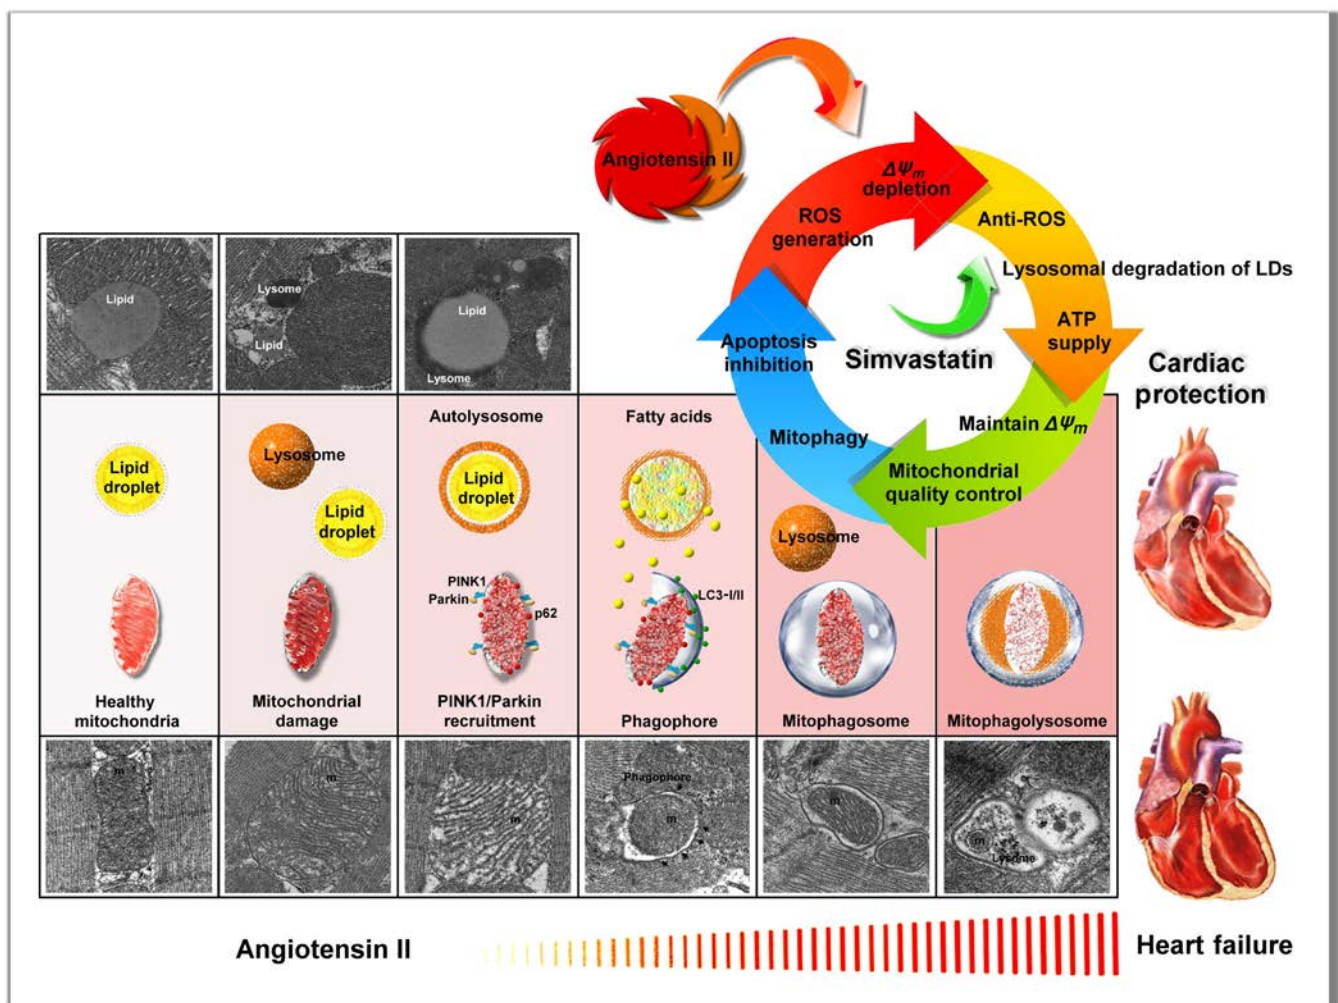 Angiotensin II
ΔΨm
depletion
ROS
generation
Anti-ROS
Lysosomal degradation of LDs
ATP
supply
Simvastatin
Apoptosis
inhibition
Maintain ΔΨm
Mitophagy
Mitochondrial
quality control
Cardiac
protection
Lipid
Lysome
Lipid
Lipid
Lysome
Lipid
droplet
Lysosome
Lipid
droplet
Autolysosome
Lipid
droplet
Fatty acids
Lysosome
PINK1
Parkin
p62
LC3-I/II
Healthy
mitochondria
Mitochondrial
damage
PINK1/Parkin
recruitment
Phagophore
Mitophagosome
Mitophagolysosome
m
m
m
Phagophore
m
m
m
Lysome
Angiotensin II
Heart failure